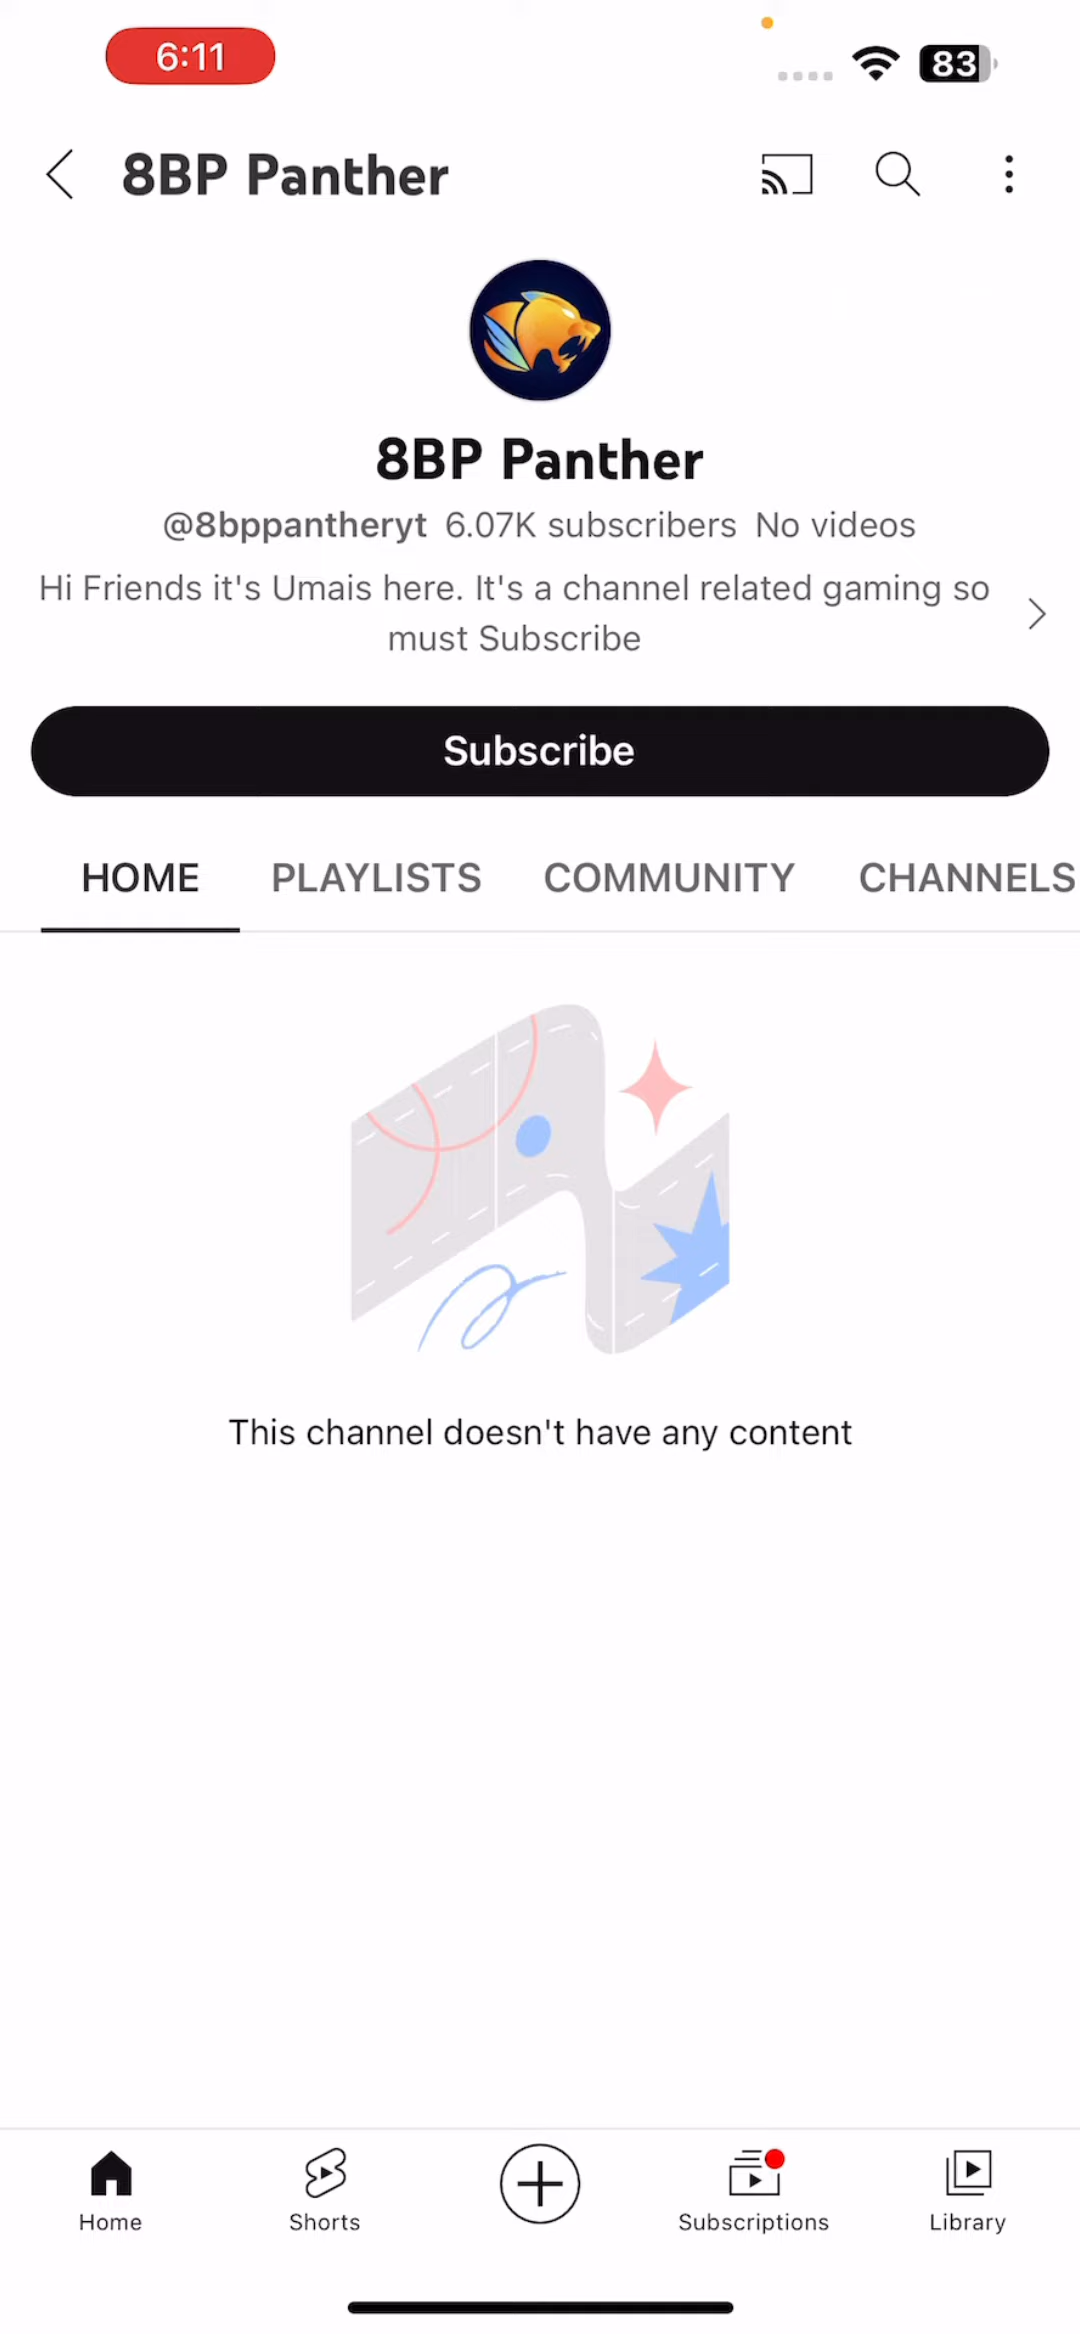 6:11
83
8BP Panther
8BP Panther
@8bppantheryt 6.07K subscribers No videos
Hi Friends it's Umais here. It's a channel related gaming so
must Subscribe
Subscribe
HOME PLAYLISTS COMMUNITY CHANNELS
This channel doesn't have any content
Home Shorts Subscriptions Library